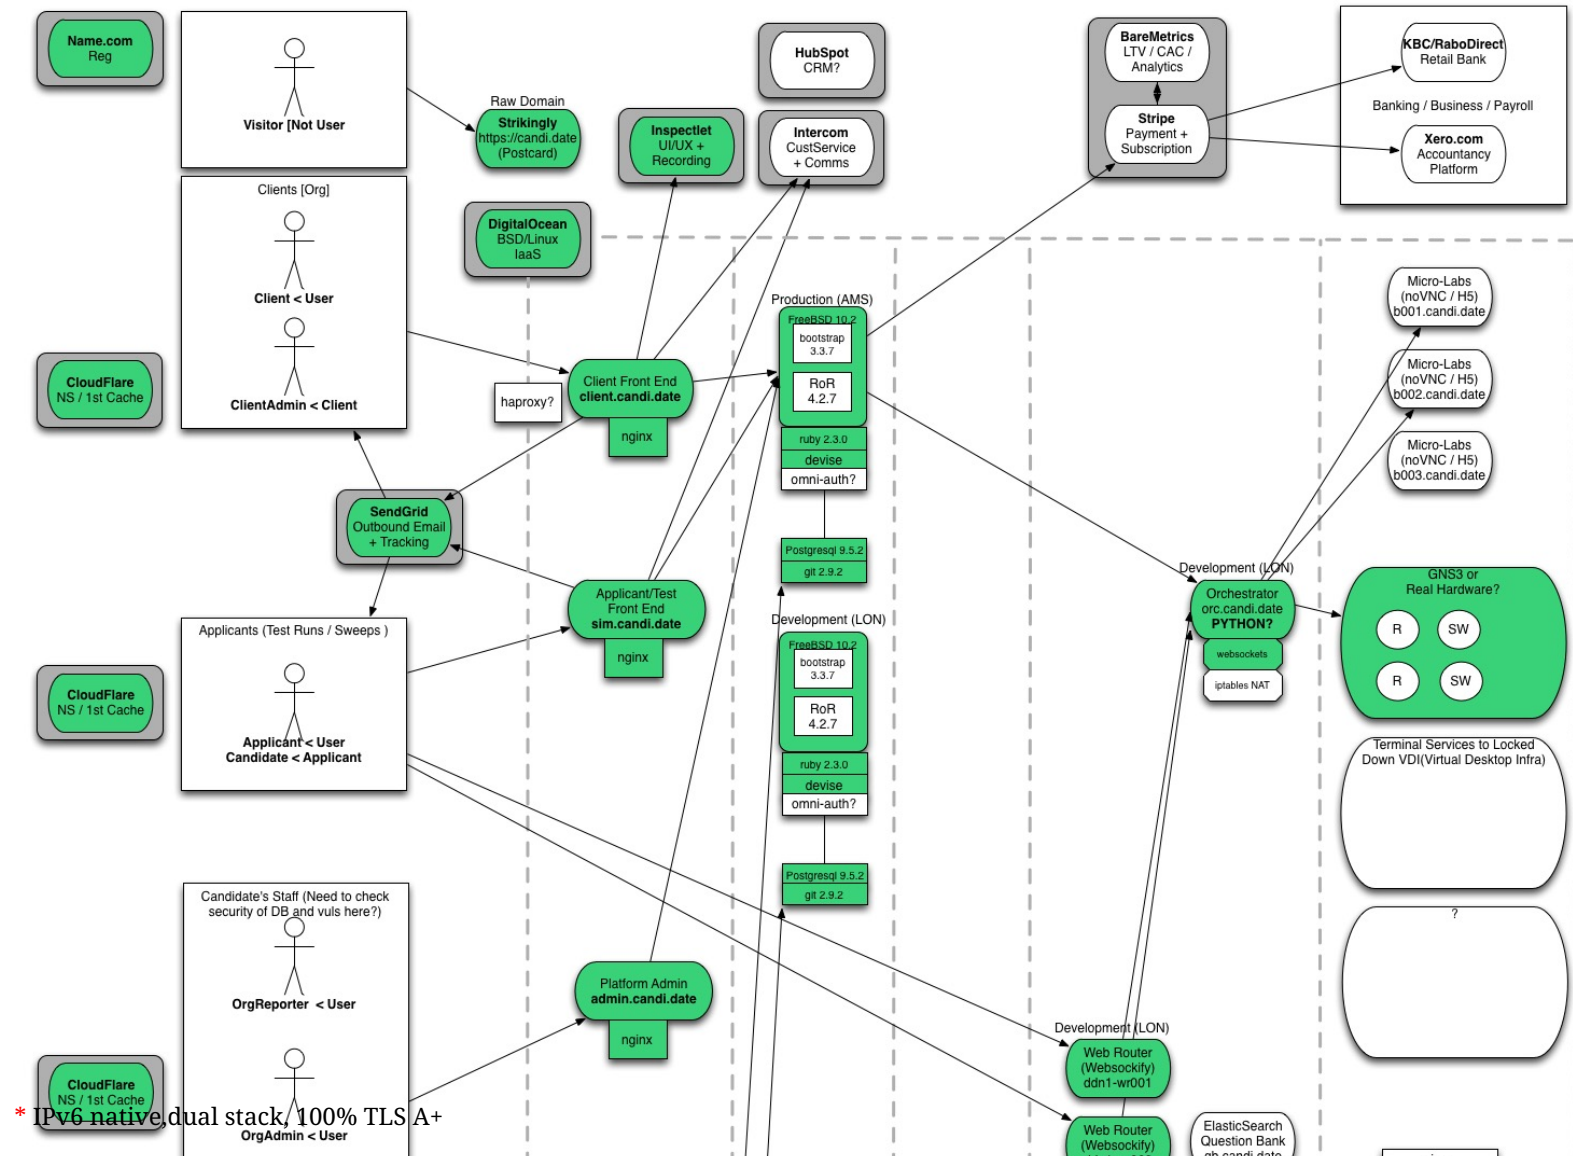 Name.com
Reg
Visitor [Not User
Raw Domain
Strikingly
https://candi.date
(Postcard)
Inspectlet
UI/UX +
Recording
HubSpot
CRM?
Intercom
CustService
+ Comms
BareMetrics
LTV / CAC /
Analytics
Stripe
Payment +
Subscription
KBC/RaboDirect
Retail Bank
Banking / Business / Payroll
Xero.com
Accountancy
Platform
Clients [Org]
Client < User
ClientAdmin < Client
DigitalOcean
BSD/Linux
IaaS
CloudFlare
NS / 1st Cache
haproxy?
Client Front End
client.candi.date
nginx
Production (AMS)
FreeBSD 10.2
bootstrap
3.3.7
RoR
4.2.7
ruby 2.3.0
devise
omni-auth?
Postgresql 9.5.2
git 2.9.2
Micro-Labs
(noVNC / H5)
b001.candi.date
Micro-Labs
(noVNC / H5)
b002.candi.date
Micro-Labs
(noVNC / H5)
b003.candi.date
SendGrid
Outbound Email
+ Tracking
Applicant/Test
Front End
sim.candi.date
nginx
Development (LON)
FreeBSD 10.2
bootstrap
3.3.7
RoR
4.2.7
ruby 2.3.0
devise
omni-auth?
Postgresql 9.5.2
git 2.9.2
Development (LON)
Orchestrator
orc.candi.date
PYTHON?
websockets
iptables NAT
GNS3 or
Real Hardware?
R
SW
R
SW
Terminal Services to Locked
Down VDI(Virtual Desktop Infra)
?
CloudFlare
NS / 1st Cache
Applicants (Test Runs / Sweeps )
Applicant < User
Candidate < Applicant
Candidate's Staff (Need to check
security of DB and vuls here?)
OrgReporter < User
OrgAdmin < User
Platform Admin
admin.candi.date
nginx
Development (LON)
Web Router
(Websockify)
ddn1-wr001
Web Router
(Websockify)
ElasticSearch
Question Bank
CloudFlare
NS / 1st Cache
* IPv6 native,dual stack, 100% TLS A+